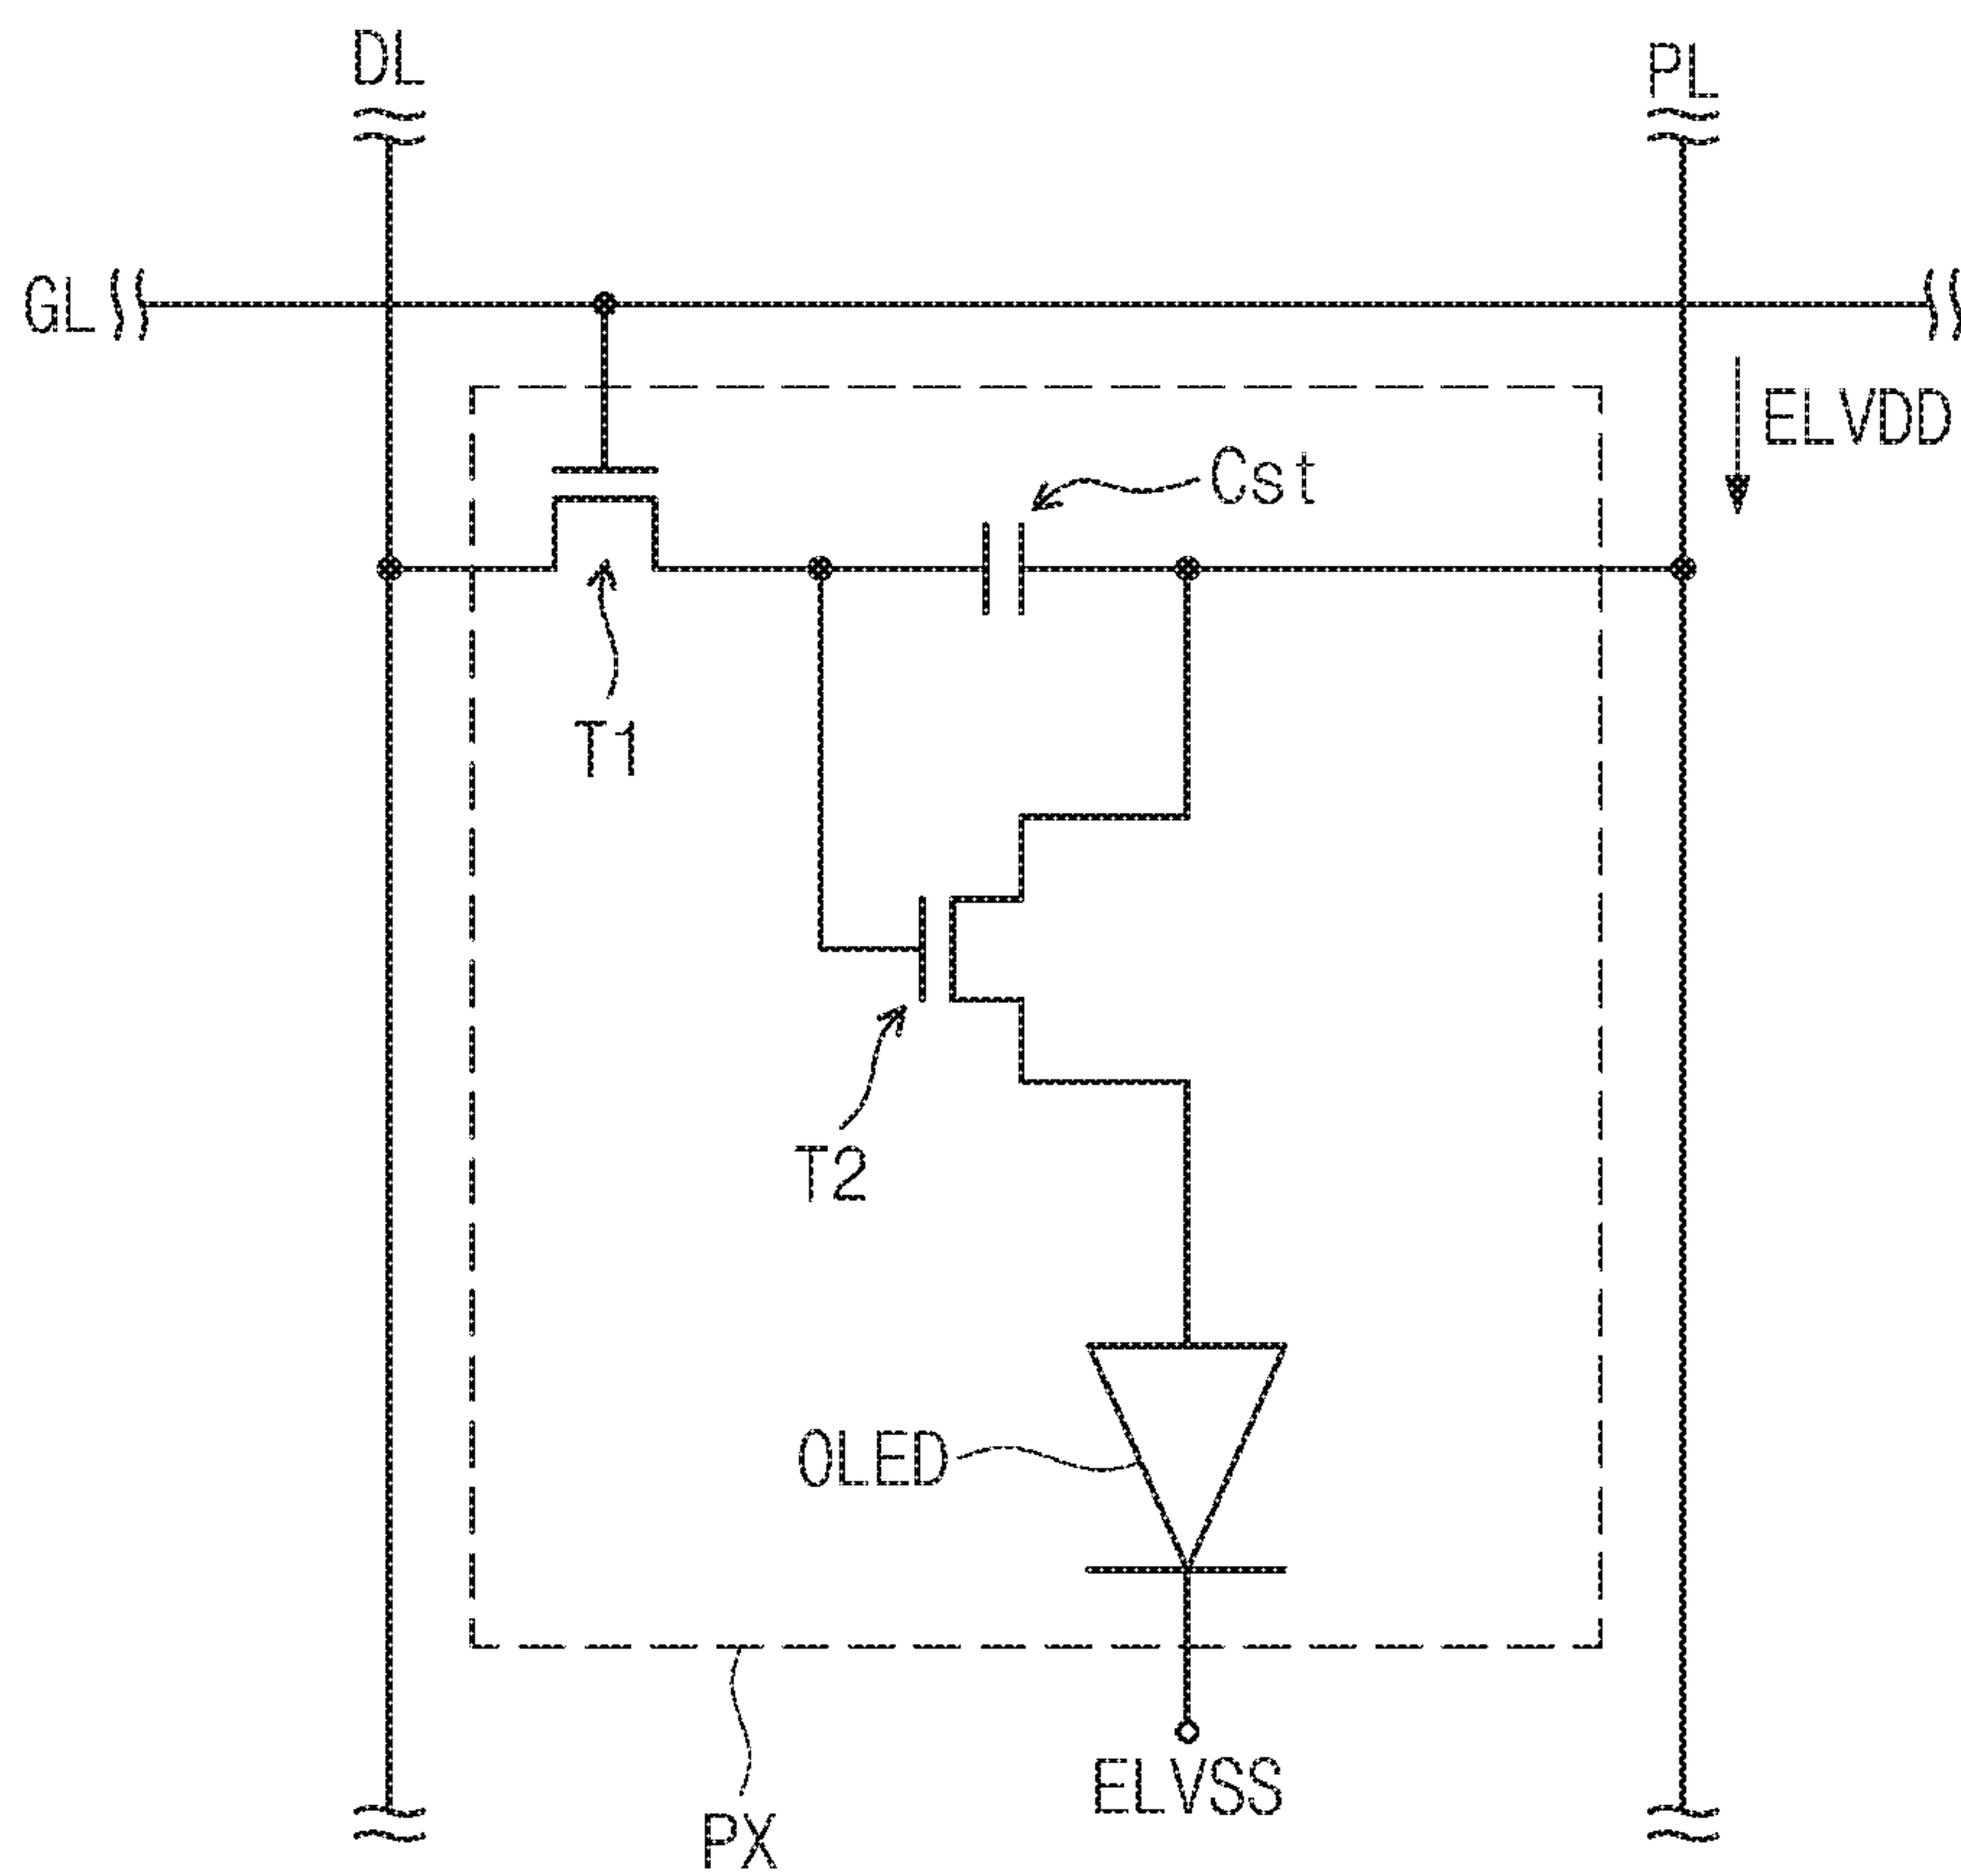 DL
PL
GL
ELVDD
Cst
T1
T2
OLED
ELVSS
PX